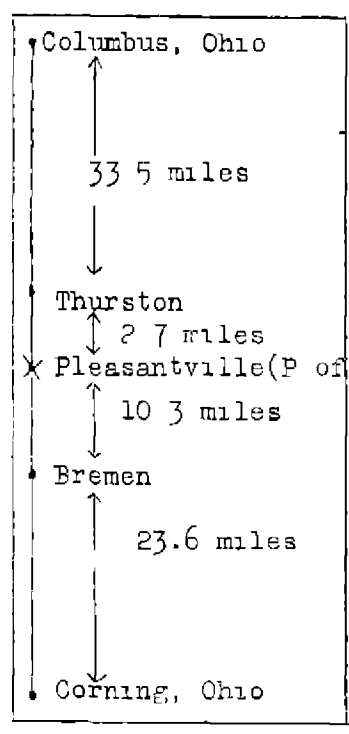 Columbus, Ohio
33 5 miles
Thurston
2 7 miles
Pleasantville(P of
10 3 miles
Bremen
23.6 miles
Corning, Ohio